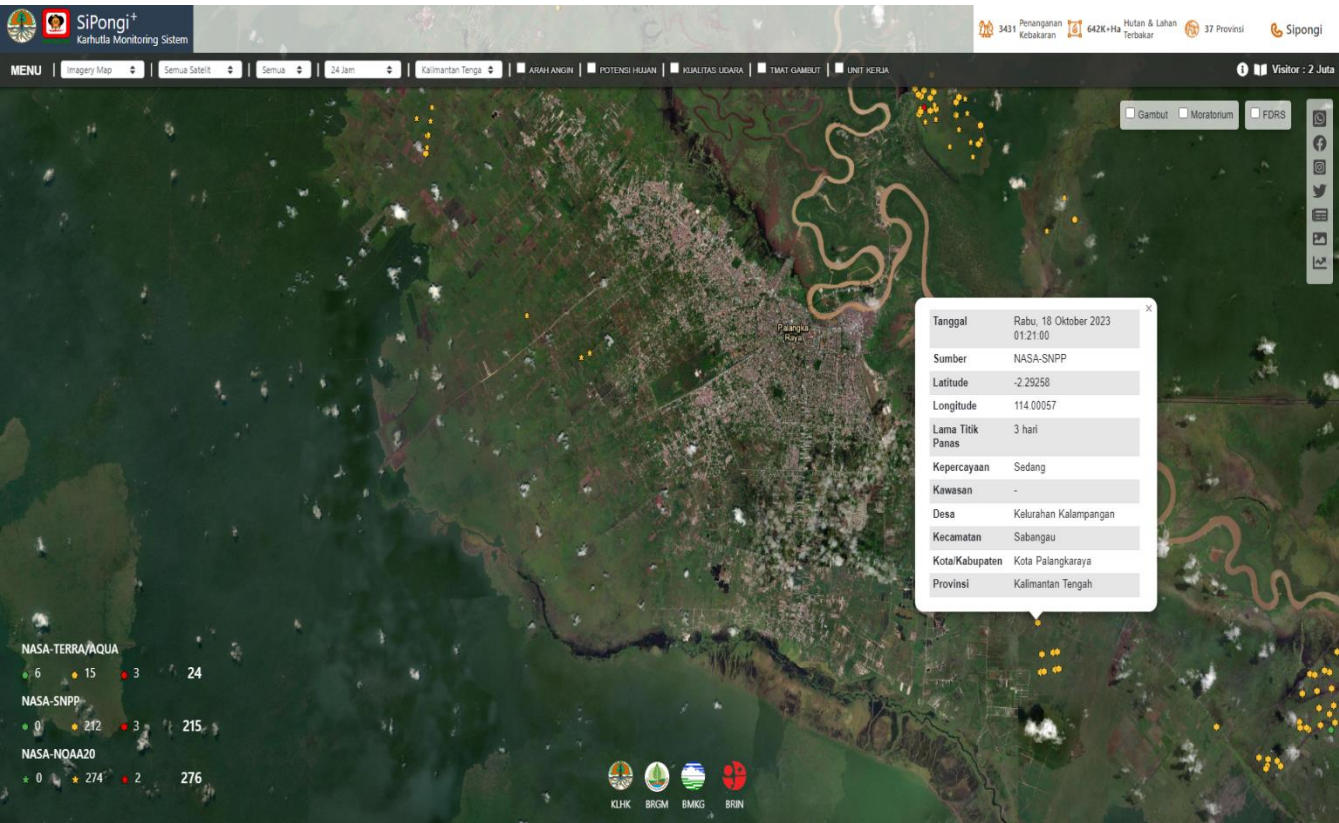 SiPongi+
Karhutla Monitoring Sistem
3431 Penanganan Kebakaran
642K+Ha Hutan & Lahan Terbakar
37 Provinsi
Sipongi
MENU | Imagery Map | Semua Satelit | Semua | 24 Jam | Kalimantan Tenga | ARAH ANGIN | POTENSI HUJAN | KUALITAS UDARA | TMAT GAMBUT | UNIT KERJA
Visitor : 2 Juta
Gambut Moratorium FDRS
Palangka
Raya
x
Tanggal Rabu, 18 Oktober 2023
01:21:00
Sumber NASA-SNPP
Latitude -2.29258
Longitude 114.00057
Lama Titik Panas 3 hari
Kepercayaan Sedang
Kawasan -
Desa Kelurahan Kalampangan
Kecamatan Sabangau
Kota/Kabupaten Kota Palangkaraya
Provinsi Kalimantan Tengah
NASA-TERRA/AQUA
6 15 3 24
NASA-SNPP
0 212 3 215
NASA-NOAA20
0 274 2 276
KLHK BRGM BMKG BRIN